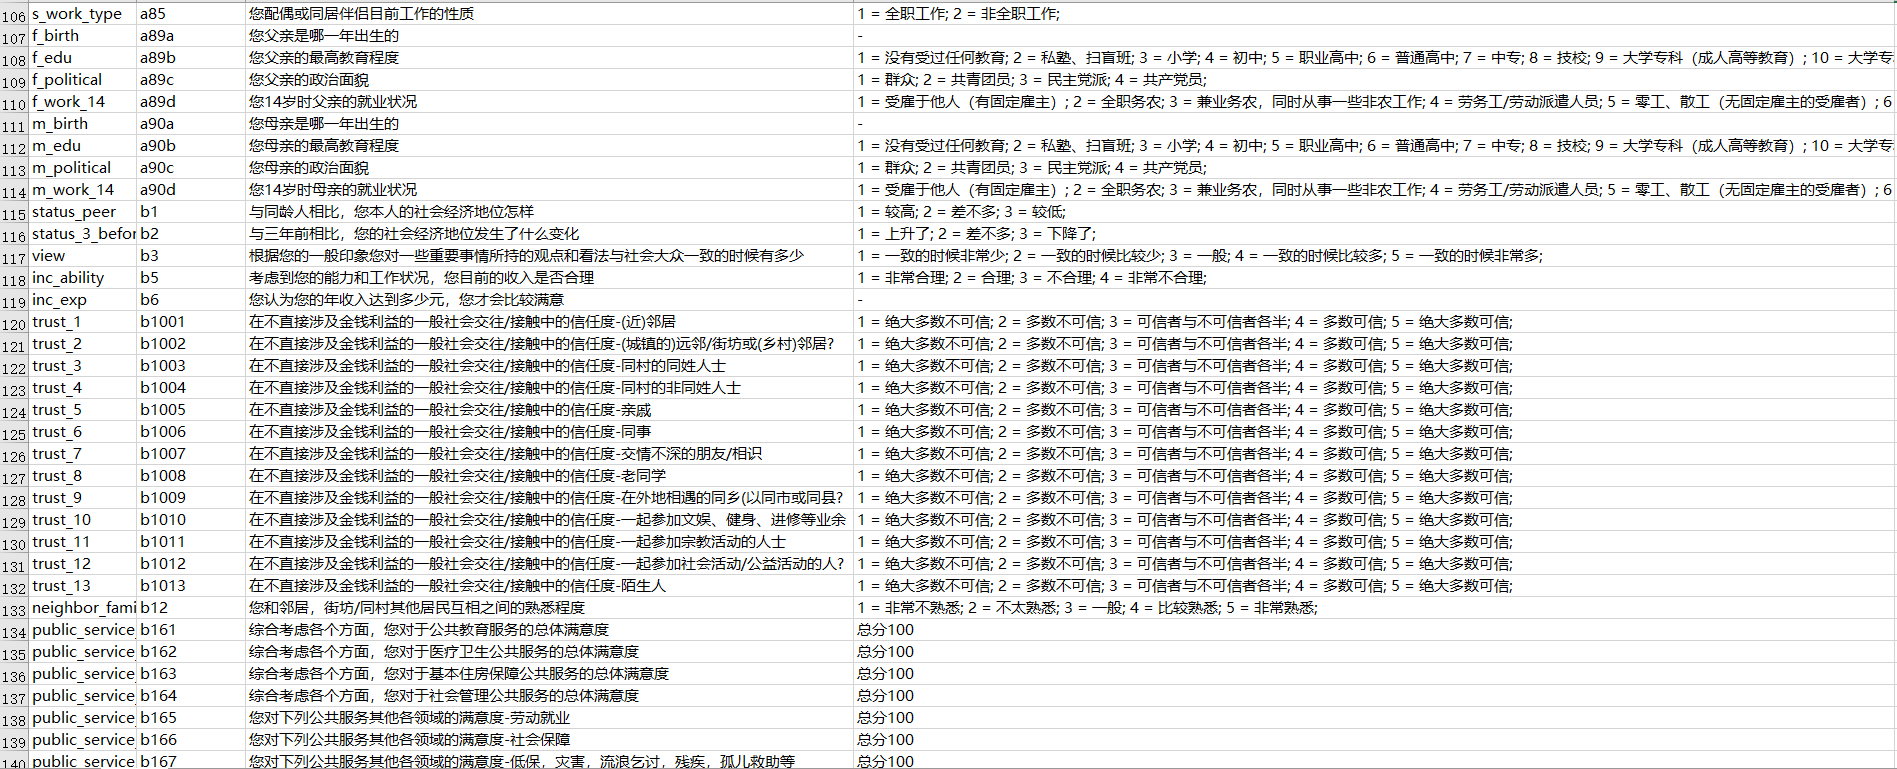 106 s_work_type a85 您配偶或同居伴侣目前工作的性质 1 = 全职工作; 2 = 非全职工作;
107 f_birth a89a 您父亲是哪一年出生的 -
108 f_edu a89b 您父亲的最高教育程度 1 = 没有受过任何教育; 2 = 私塾、扫盲班; 3 = 小学; 4 = 初中; 5 = 职业高中; 6 = 普通高中; 7 = 中专; 8 = 技校; 9 = 大学专科（成人高等教育）; 10 = 大学专
109 f_political a89c 您父亲的政治面貌 1 = 群众; 2 = 共青团员; 3 = 民主党派; 4 = 共产党员;
110 f_work_14 a89d 您14岁时父亲的就业状况 1 = 受雇于他人（有固定雇主）; 2 = 全职务农; 3 = 兼业务农，同时从事一些非农工作; 4 = 劳务工/劳动派遣人员; 5 = 零工、散工（无固定雇主的受雇者）; 6
111 m_birth a90a 您母亲是哪一年出生的 -
112 m_edu a90b 您母亲的最高教育程度 1 = 没有受过任何教育; 2 = 私塾、扫盲班; 3 = 小学; 4 = 初中; 5 = 职业高中; 6 = 普通高中; 7 = 中专; 8 = 技校; 9 = 大学专科（成人高等教育）; 10 = 大学专
113 m_political a90c 您母亲的政治面貌 1 = 群众; 2 = 共青团员; 3 = 民主党派; 4 = 共产党员;
114 m_work_14 a90d 您14岁时母亲的就业状况 1 = 受雇于他人（有固定雇主）; 2 = 全职务农; 3 = 兼业务农，同时从事一些非农工作; 4 = 劳务工/劳动派遣人员; 5 = 零工、散工（无固定雇主的受雇者）; 6
115 status_peer b1 与同龄人相比，您本人的社会经济地位怎样 1 = 较高; 2 = 差不多; 3 = 较低;
116 status_3_befor b2 与三年前相比，您的社会经济地位发生了什么变化 1 = 上升了; 2 = 差不多; 3 = 下降了;
117 view b3 根据您的一般印象您对一些重要事情所持的观点和看法与社会大众一致的时候有多少 1 = 一致的时候非常少; 2 = 一致的时候比较少; 3 = 一般; 4 = 一致的时候比较多; 5 = 一致的时候非常多;
118 inc_ability b5 考虑到您的能力和工作状况，您目前的收入是否合理 1 = 非常合理; 2 = 合理; 3 = 不合理; 4 = 非常不合理;
119 inc_exp b6 您认为您的年收入达到多少元，您才会比较满意 -
120 trust_1 b1001 在不直接涉及金钱利益的一般社会交往/接触中的信任度-(近)邻居 1 = 绝大多数不可信; 2 = 多数不可信; 3 = 可信者与不可信者各半; 4 = 多数可信; 5 = 绝大多数可信;
121 trust_2 b1002 在不直接涉及金钱利益的一般社会交往/接触中的信任度-(城镇的)远邻/街坊或(乡村)邻居? 1 = 绝大多数不可信; 2 = 多数不可信; 3 = 可信者与不可信者各半; 4 = 多数可信; 5 = 绝大多数可信;
122 trust_3 b1003 在不直接涉及金钱利益的一般社会交往/接触中的信任度-同村的同姓人士 1 = 绝大多数不可信; 2 = 多数不可信; 3 = 可信者与不可信者各半; 4 = 多数可信; 5 = 绝大多数可信;
123 trust_4 b1004 在不直接涉及金钱利益的一般社会交往/接触中的信任度-同村的非同姓人士 1 = 绝大多数不可信; 2 = 多数不可信; 3 = 可信者与不可信者各半; 4 = 多数可信; 5 = 绝大多数可信;
124 trust_5 b1005 在不直接涉及金钱利益的一般社会交往/接触中的信任度-亲戚 1 = 绝大多数不可信; 2 = 多数不可信; 3 = 可信者与不可信者各半; 4 = 多数可信; 5 = 绝大多数可信;
125 trust_6 b1006 在不直接涉及金钱利益的一般社会交往/接触中的信任度-同事 1 = 绝大多数不可信; 2 = 多数不可信; 3 = 可信者与不可信者各半; 4 = 多数可信; 5 = 绝大多数可信;
126 trust_7 b1007 在不直接涉及金钱利益的一般社会交往/接触中的信任度-交情不深的朋友/相识 1 = 绝大多数不可信; 2 = 多数不可信; 3 = 可信者与不可信者各半; 4 = 多数可信; 5 = 绝大多数可信;
127 trust_8 b1008 在不直接涉及金钱利益的一般社会交往/接触中的信任度-老同学 1 = 绝大多数不可信; 2 = 多数不可信; 3 = 可信者与不可信者各半; 4 = 多数可信; 5 = 绝大多数可信;
128 trust_9 b1009 在不直接涉及金钱利益的一般社会交往/接触中的信任度-在外地相遇的同乡(以同市或同县? 1 = 绝大多数不可信; 2 = 多数不可信; 3 = 可信者与不可信者各半; 4 = 多数可信; 5 = 绝大多数可信;
129 trust_10 b1010 在不直接涉及金钱利益的一般社会交往/接触中的信任度-一起参加文娱、健身、进修等业余 1 = 绝大多数不可信; 2 = 多数不可信; 3 = 可信者与不可信者各半; 4 = 多数可信; 5 = 绝大多数可信;
130 trust_11 b1011 在不直接涉及金钱利益的一般社会交往/接触中的信任度-一起参加宗教活动的人士 1 = 绝大多数不可信; 2 = 多数不可信; 3 = 可信者与不可信者各半; 4 = 多数可信; 5 = 绝大多数可信;
131 trust_12 b1012 在不直接涉及金钱利益的一般社会交往/接触中的信任度-一起参加社会活动/公益活动的人? 1 = 绝大多数不可信; 2 = 多数不可信; 3 = 可信者与不可信者各半; 4 = 多数可信; 5 = 绝大多数可信;
132 trust_13 b1013 在不直接涉及金钱利益的一般社会交往/接触中的信任度-陌生人 1 = 绝大多数不可信; 2 = 多数不可信; 3 = 可信者与不可信者各半; 4 = 多数可信; 5 = 绝大多数可信;
133 neighbor_fami b12 您和邻居，街坊/同村其他居民互相之间的熟悉程度 1 = 非常不熟悉; 2 = 不太熟悉; 3 = 一般; 4 = 比较熟悉; 5 = 非常熟悉;
134 public_service_ b161 综合考虑各个方面，您对于公共教育服务的总体满意度 总分100
135 public_service_ b162 综合考虑各个方面，您对于医疗卫生公共服务的总体满意度 总分100
136 public_service_ b163 综合考虑各个方面，您对于基本住房保障公共服务的总体满意度 总分100
137 public_service_ b164 综合考虑各个方面，您对于社会管理公共服务的总体满意度 总分100
138 public_service_ b165 您对下列公共服务其他各领域的满意度-劳动就业 总分100
139 public_service_ b166 您对下列公共服务其他各领域的满意度-社会保障 总分100
140 public_service_ b167 您对下列公共服务其他各领域的满意度-低保，灾害，流浪乞讨，残疾，孤儿救助等 总分100